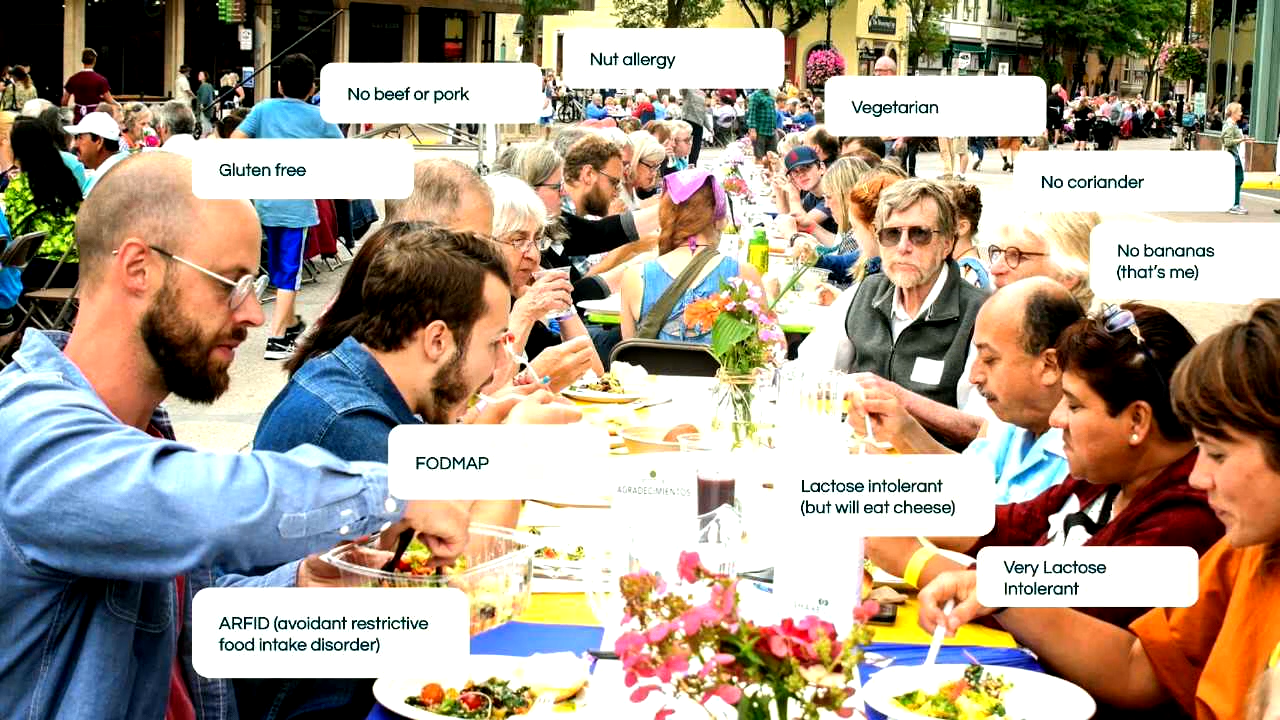 Nut allergy
No beef or pork
Vegetarian
Gluten free
No coriander
No bananas
(that's me)
FODMAP
AGRADECIMIENTOS
Lactose intolerant
(but will eat cheese)
Very Lactose
Intolerant
ARFID (avoidant restrictive
food intake disorder)